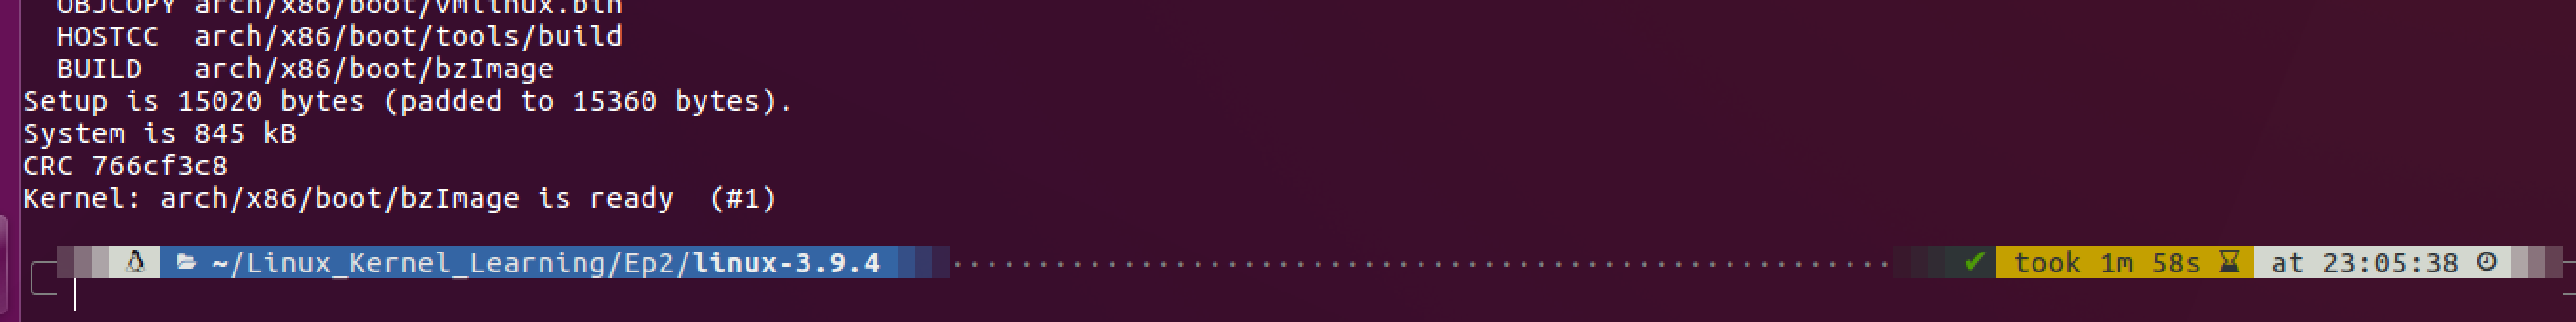 OBJCOPY arch/x86/boot/vmlinux.bin
HOSTCC  arch/x86/boot/tools/build
BUILD   arch/x86/boot/bzImage
Setup is 15020 bytes (padded to 15360 bytes).
System is 845 kB
CRC 766cf3c8
Kernel: arch/x86/boot/bzImage is ready  (#1)
~/Linux_Kernel_Learning/Ep2/linux-3.9.4 ✔ took 1m 58s at 23:05:38